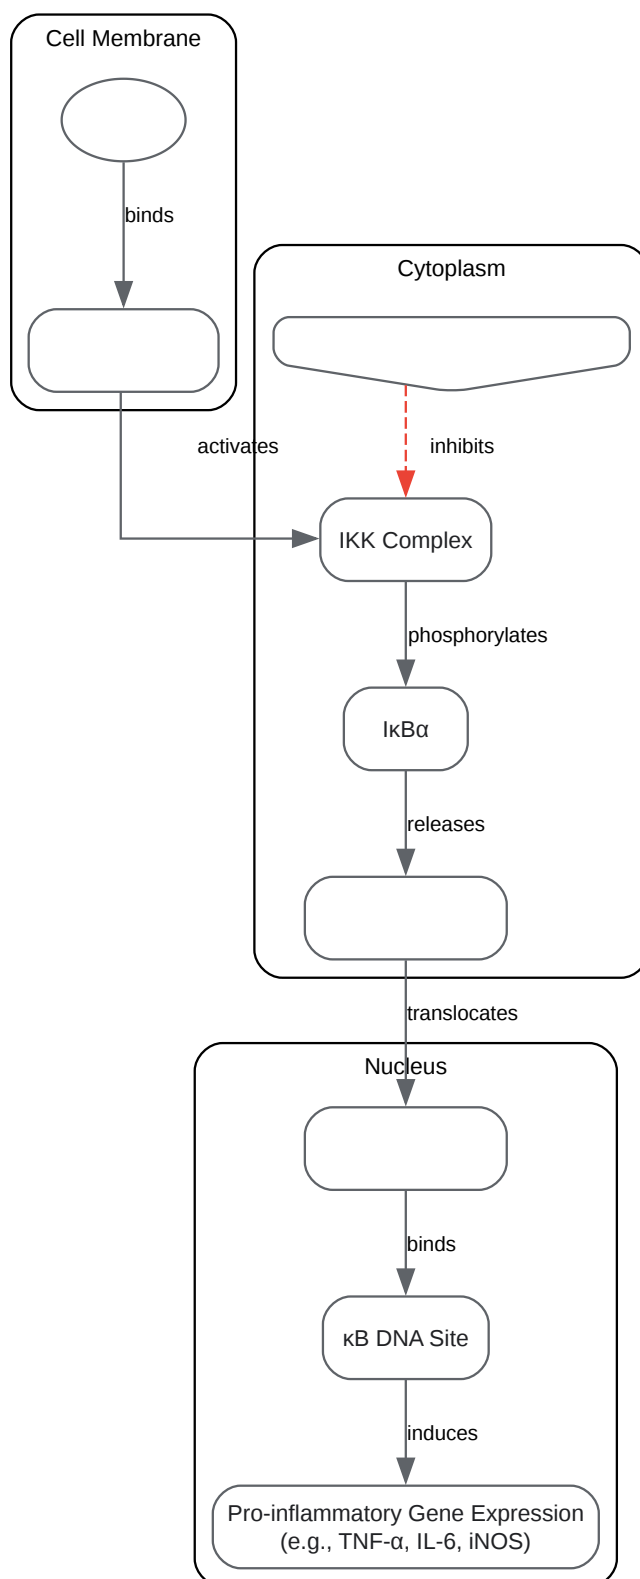 Cell Membrane
binds
Cytoplasm
activates
inhibits
IKK Complex
phosphorylates
IκBα
releases
translocates
Nucleus
binds
κB DNA Site
induces
Pro-inflammatory Gene Expression
(e.g., TNF-α, IL-6, iNOS)